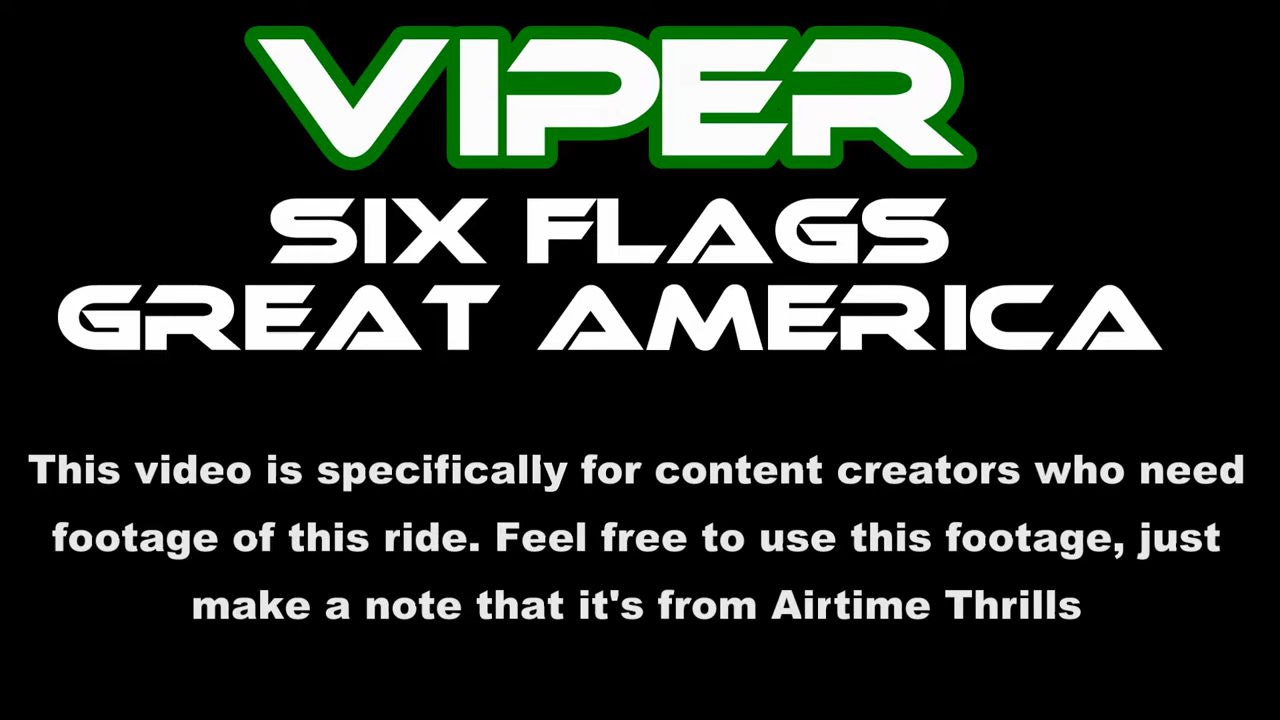 VIPER
SIX FLAGS
GREAT AMERICA
This video is specifically for content creators who need
footage of this ride. Feel free to use this footage, just
make a note that it's from Airtime Thrills